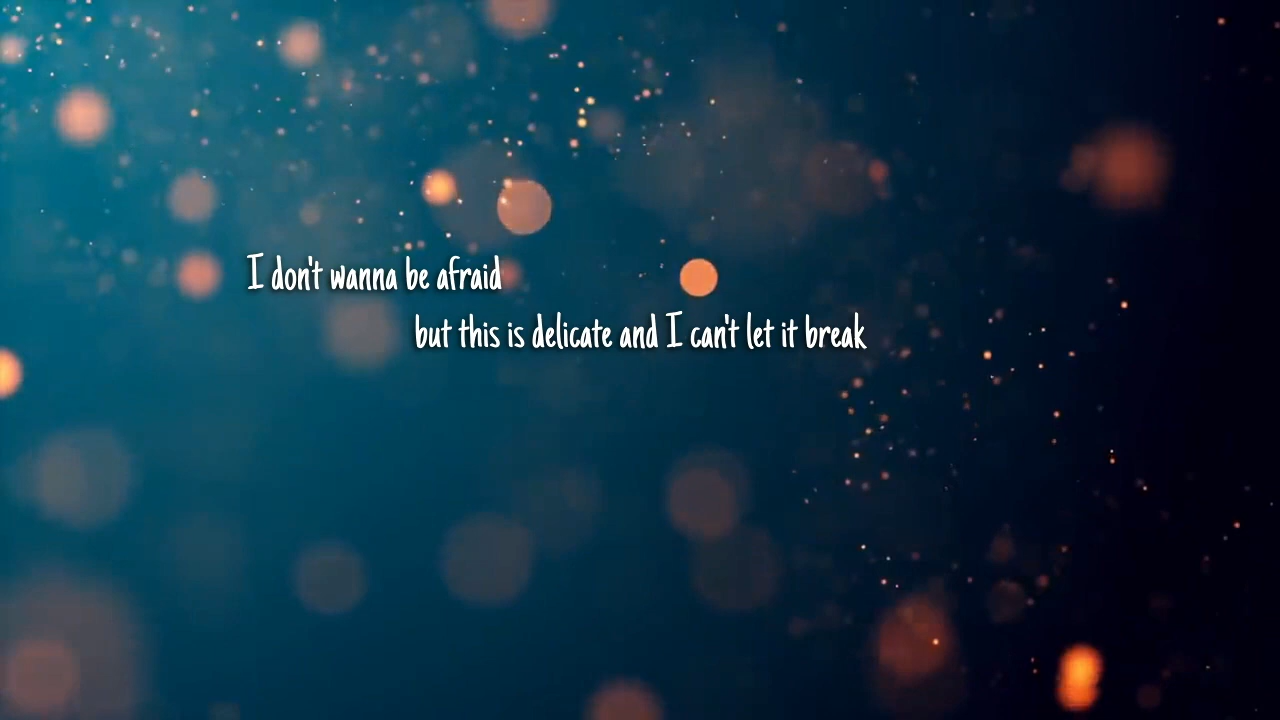 I don't wanna be afraid
but this is delicate and I can't let it break